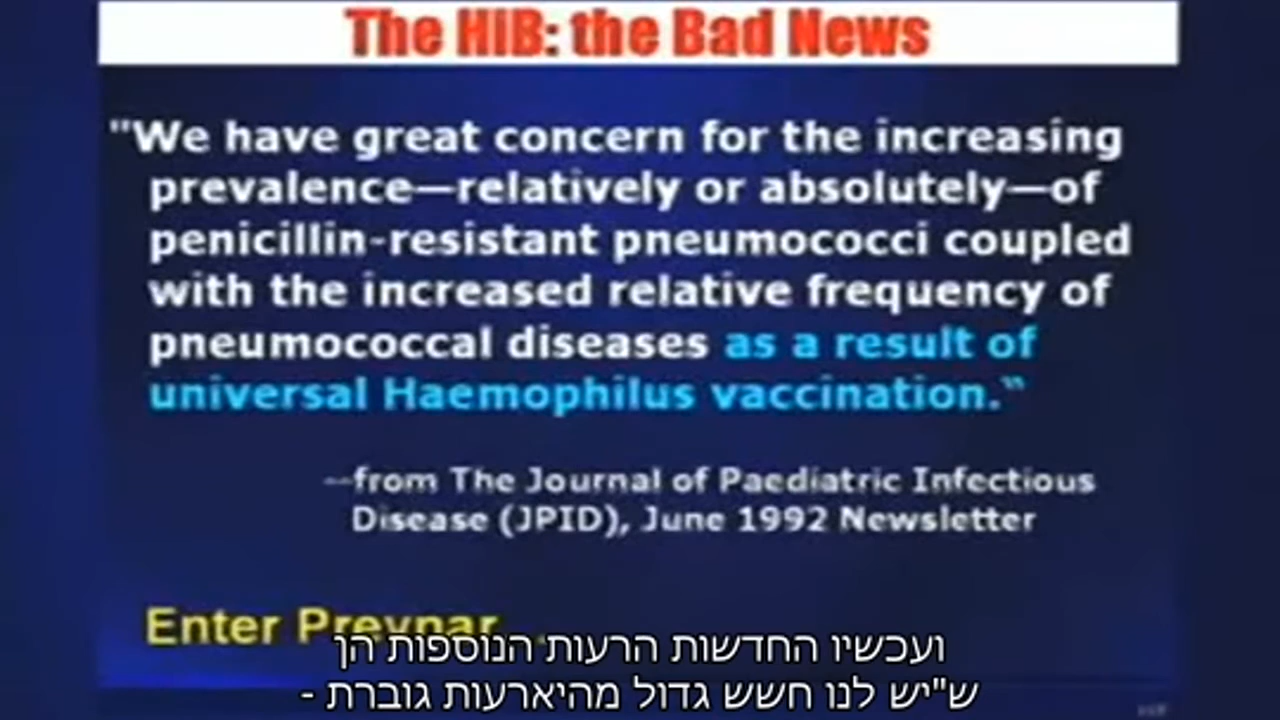 The HIB: the Bad News
"We have great concern for the increasing
prevalence—relatively or absolutely—of
penicillin-resistant pneumococci coupled
with the increased relative frequency of
pneumococcal diseases as a result of
universal Haemophilus vaccination."
--from The Journal of Paediatric Infectious
Disease (JPID), June 1992 Newsletter
Enter Prevnar...
ועכשיו החדשות הרעות הנוספות הן
ש"יש לנו חשש גדול מהיארעות גוברת -